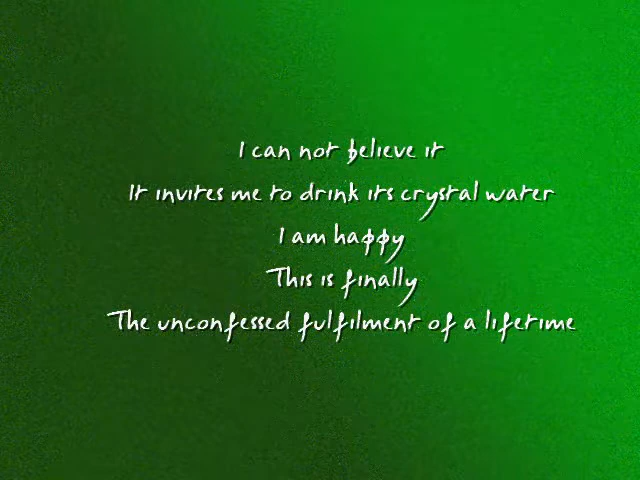 I can not believe it
It invites me to drink its crystal water
I am happy
This is finally
The unconfessed fulfilment of a lifetime